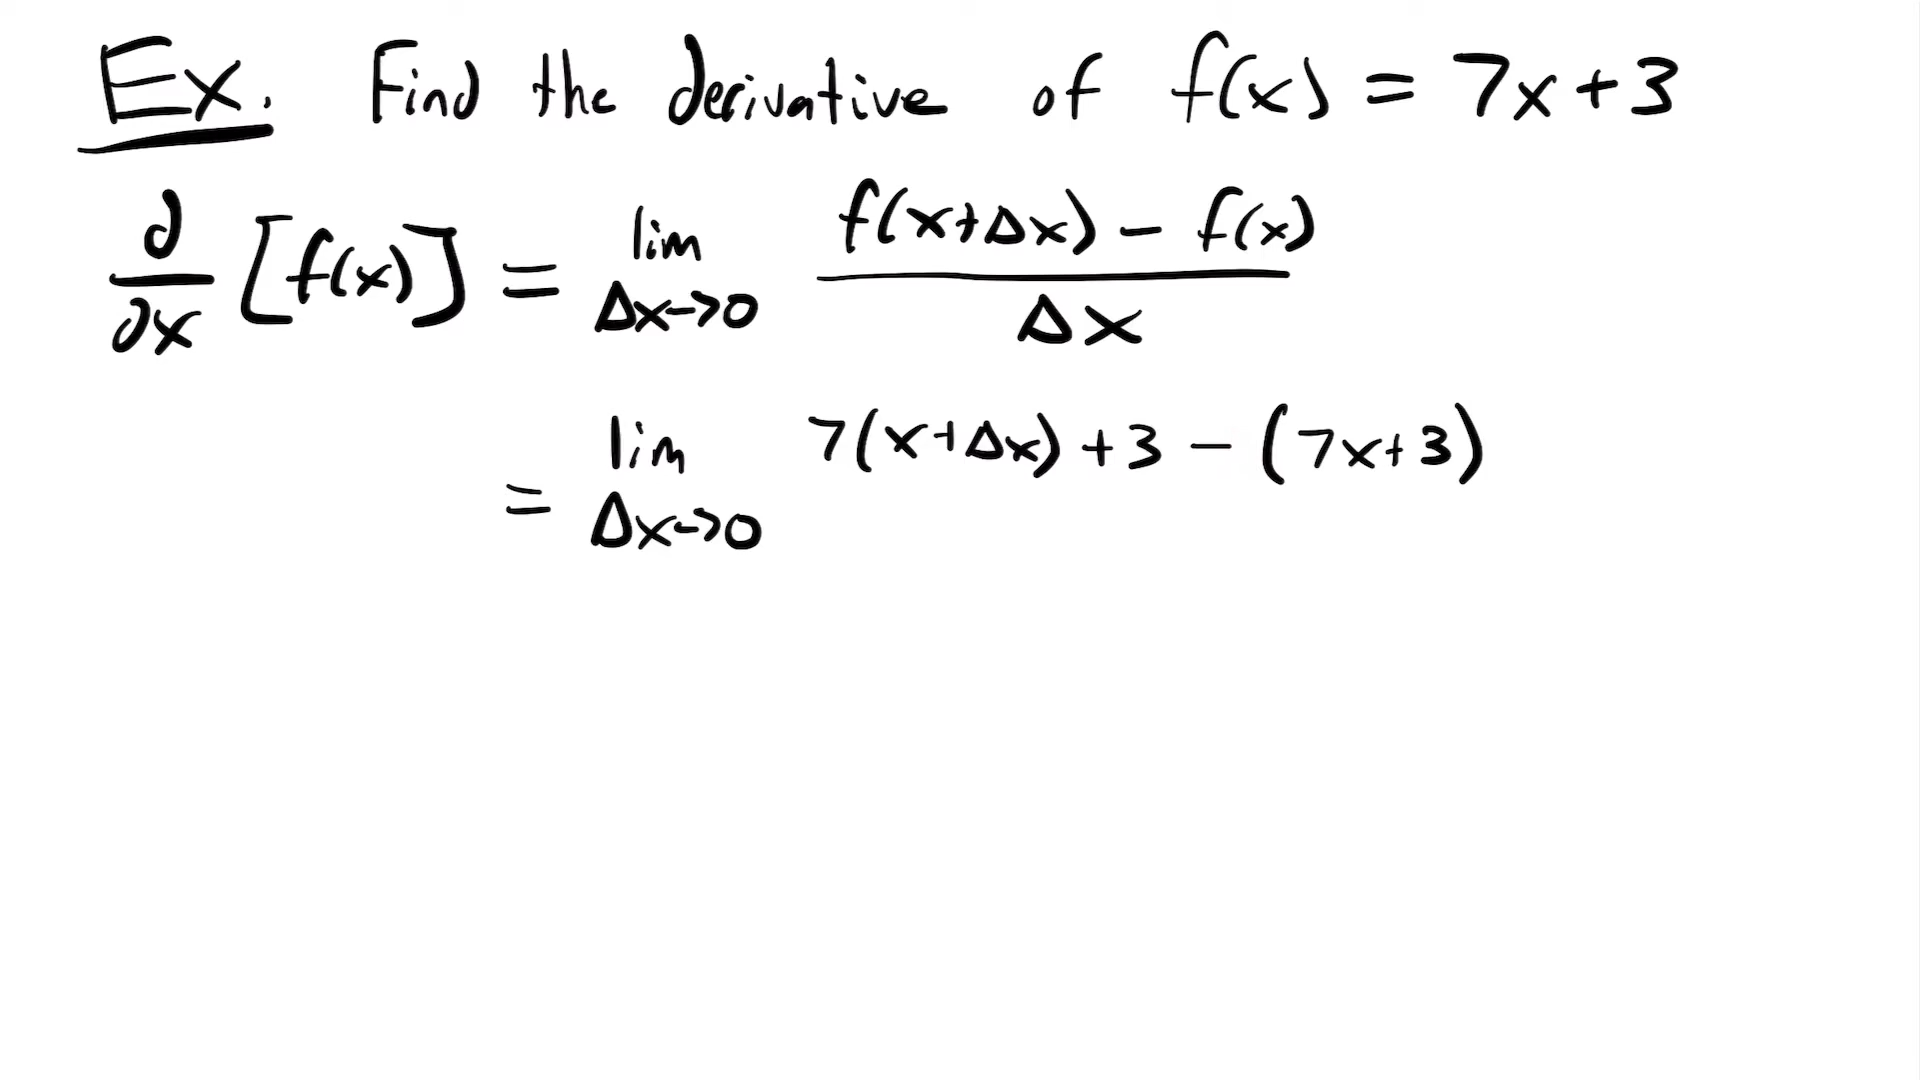 Ex. Find the derivative of f(x) = 7x+3
∂/∂x [f(x)] = lim Δx→0 f(x+Δx) - f(x) / Δx
= lim Δx→0 7(x+Δx) + 3 - (7x+3)